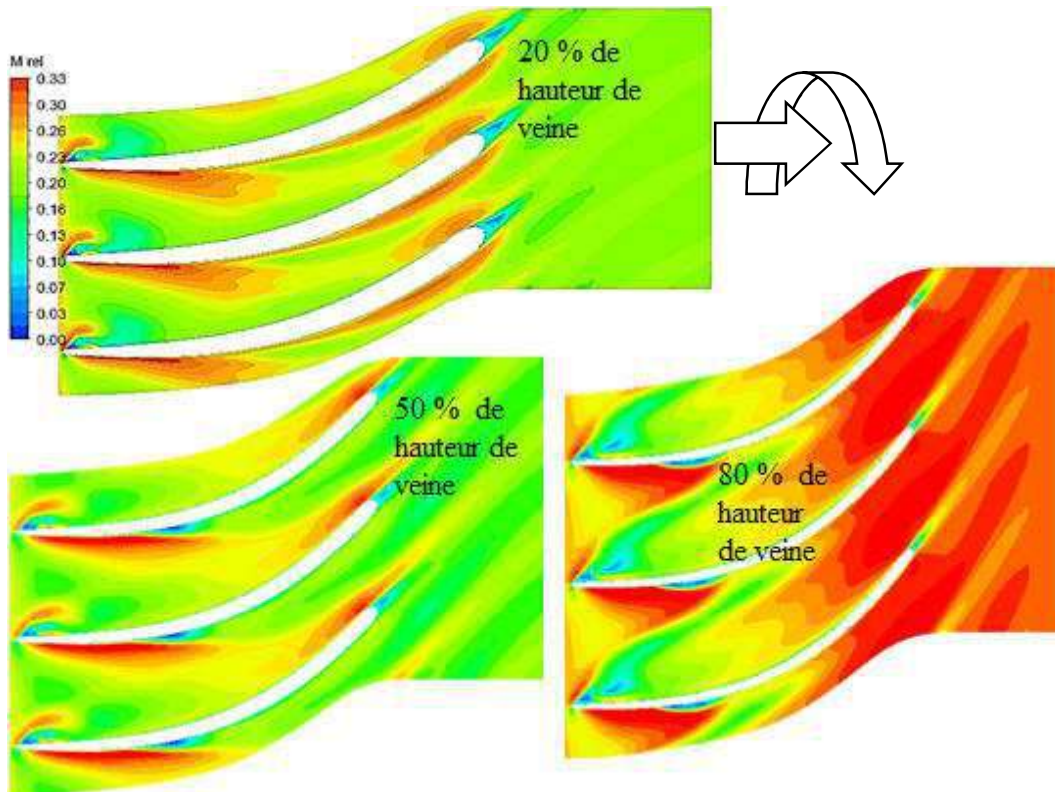 M rel
0.33
0.30
0.26
0.23
0.20
0.16
0.13
0.10
0.07
0.03
0.00
20 % de
hauteur de
veine
50 % de
hauteur de
veine
80 % de
hauteur
de veine